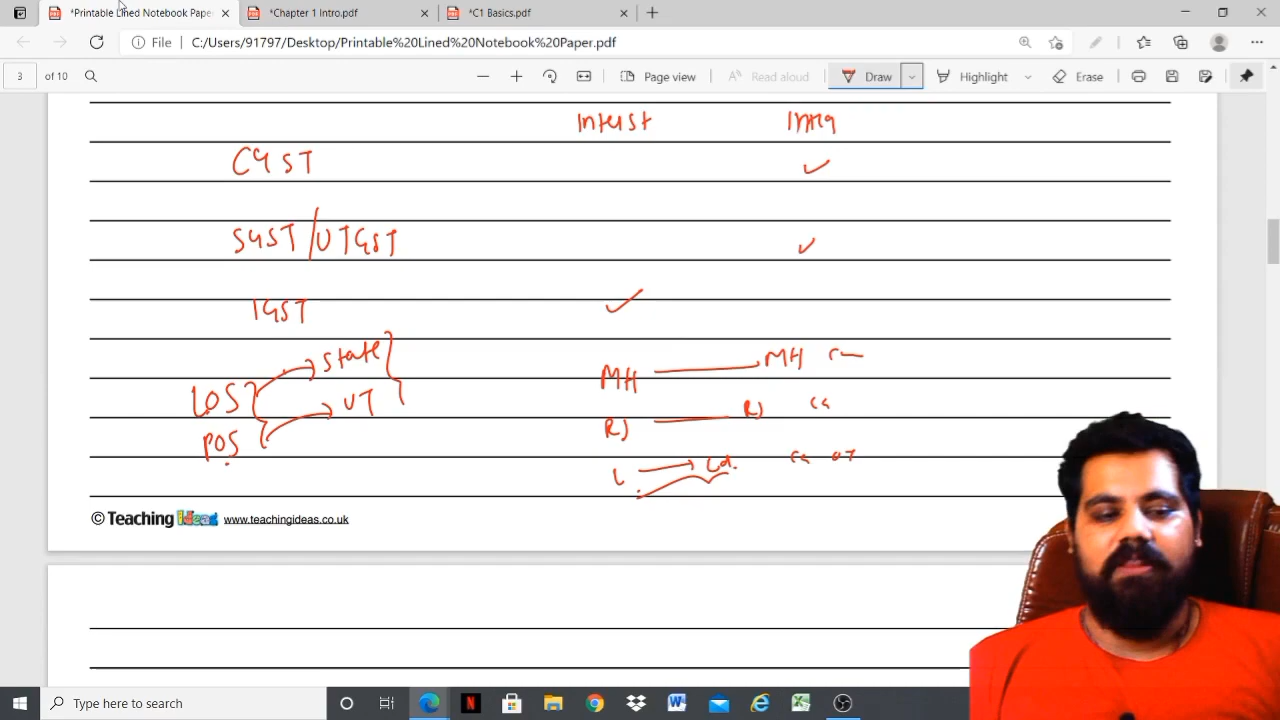 *Printable Lined Notebook Pape
*Chapter 1 Intro.pdf
*C1 Basics.pdf
File
C:/Users/91797/Desktop/Printable%20Lined%20Notebook%20Paper.pdf
3 of 10
Page view
Read aloud
Draw
Highlight
Erase
CGST
SGST / UTGST
IGST
State
MH MH
LOS
UT
RJ RJ
POS
© Teaching Ideas www.teachingideas.co.uk
Type here to search